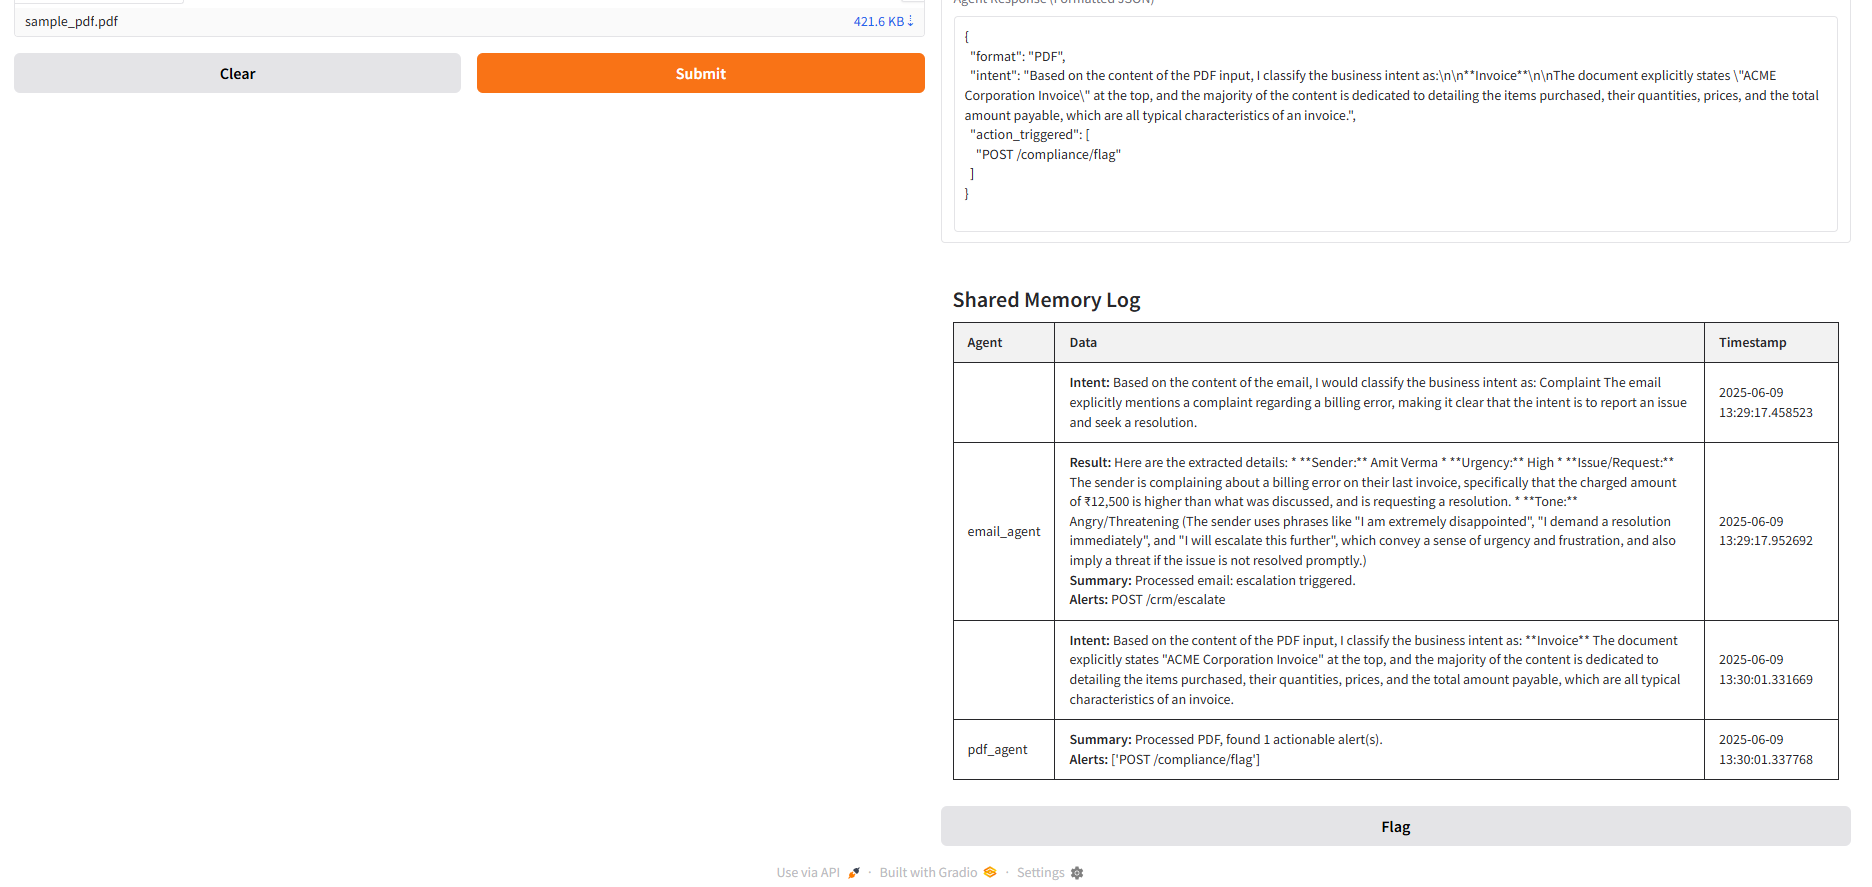 sample_pdf.pdf
421.6 KB ⇣
Clear
Submit
Agent Response (Formatted JSON)
{
"format": "PDF",
"intent": "Based on the content of the PDF input, I classify the business intent as:\n\n**Invoice**\n\nThe document explicitly states \"ACME
Corporation Invoice\" at the top, and the majority of the content is dedicated to detailing the items purchased, their quantities, prices, and the total
amount payable, which are all typical characteristics of an invoice.",
"action_triggered": [
"POST /compliance/flag"
]
}
Shared Memory Log
Agent
Data
Timestamp
Intent: Based on the content of the email, I would classify the business intent as: Complaint The email
explicitly mentions a complaint regarding a billing error, making it clear that the intent is to report an issue
and seek a resolution.
2025-06-09
13:29:17.458523
email_agent
Result: Here are the extracted details: * **Sender:** Amit Verma * **Urgency:** High * **Issue/Request:**
The sender is complaining about a billing error on their last invoice, specifically that the charged amount
of ₹12,500 is higher than what was discussed, and is requesting a resolution. * **Tone:**
Angry/Threatening (The sender uses phrases like "I am extremely disappointed", "I demand a resolution
immediately", and "I will escalate this further", which convey a sense of urgency and frustration, and also
imply a threat if the issue is not resolved promptly.)
Summary: Processed email: escalation triggered.
Alerts: POST /crm/escalate
2025-06-09
13:29:17.952692
Intent: Based on the content of the PDF input, I classify the business intent as: **Invoice** The document
explicitly states "ACME Corporation Invoice" at the top, and the majority of the content is dedicated to
detailing the items purchased, their quantities, prices, and the total amount payable, which are all typical
characteristics of an invoice.
2025-06-09
13:30:01.331669
pdf_agent
Summary: Processed PDF, found 1 actionable alert(s).
Alerts: ['POST /compliance/flag']
2025-06-09
13:30:01.337768
Flag
Use via API · Built with Gradio · Settings